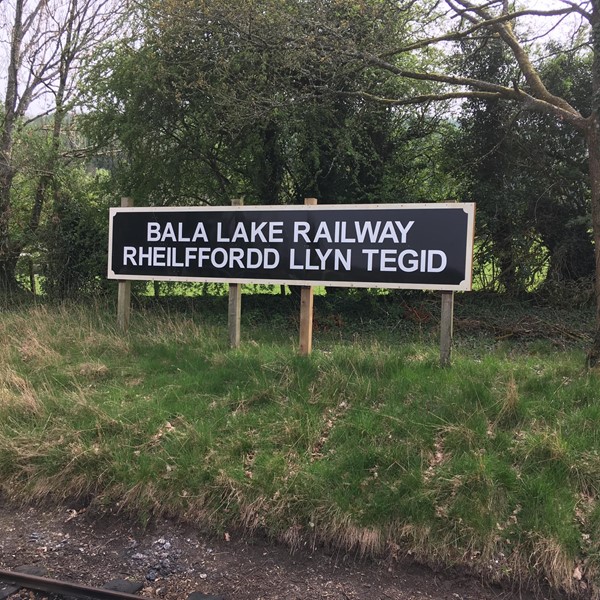 BALA LAKE RAILWAY
RHEILFFORDD LLYN TEGID